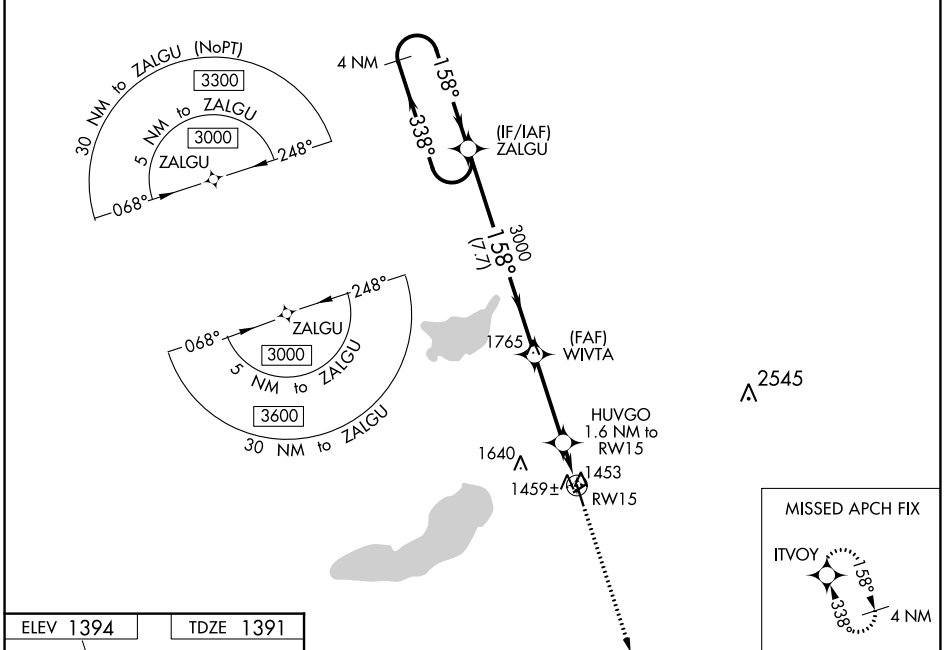 30 NM to ZALGU (NoPT)
3300
5 NM to ZALGU
3000
ZALGU
068°
248°
4 NM
158°
338°
(IF/IAF)
ZALGU
3000
158°
(7.7)
248°
068°
ZALGU
3000
5 NM to ZALGU
3600
30 NM to ZALGU
1765
(FAF)
WIVTA
2545
HUVGO
1.6 NM to
RW15
1640
1453
1459±
RW15
MISSED APCH FIX
ITVOY
158°
338°
4 NM
ELEV 1394
TDZE 1391